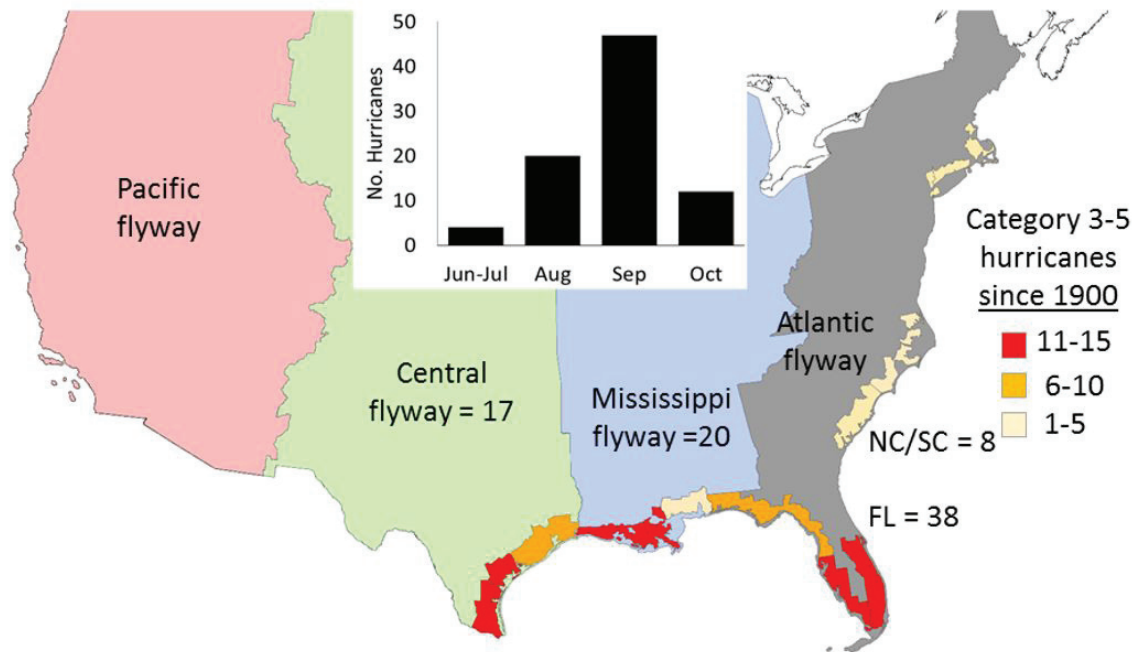 50
40
30
20
10
0
No. Hurricanes
Jun-Jul
Aug
Sep
Oct
Pacific
flyway
Central
flyway = 17
Mississippi
flyway =20
Atlantic
flyway
NC/SC = 8
FL = 38
Category 3-5
hurricanes
since 1900
11-15
6-10
1-5